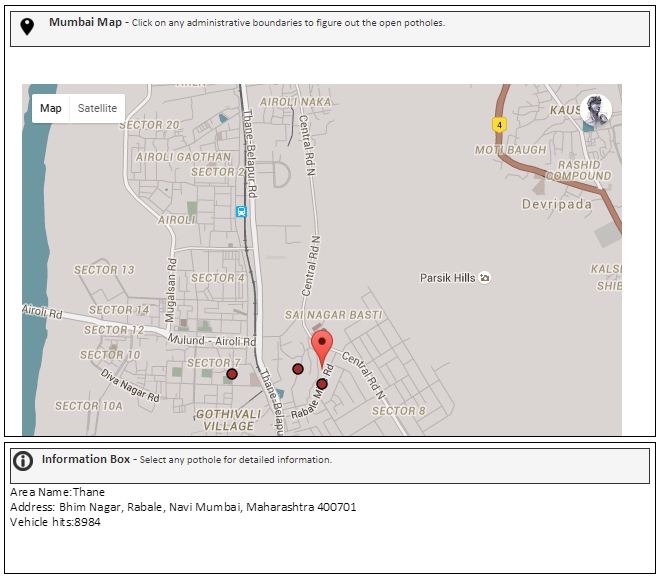 Mumbai Map - Click on any administrative boundaries to figure out the open potholes.
Map Satellite
AIROLI NAKA
KAUS
SECTOR 20
4
Thane-Belapur Rd
Central Rd N
MOTI BAUGH
AIROLI GAOTHAN
SECTOR 2
RASHID
COMPOUND
Devripada
AIROLI
Central Rd N
SECTOR 13
SECTOR 4
Parsik Hills
KALS
SHIB
Mugalsan Rd
Airoli Rd
SECTOR 14
SAI NAGAR BASTI
SECTOR 12
Mulund - Airoli Rd
SECTOR 10
SECTOR 7
Central Rd N
Diva Nagar Rd
Thane-Belapu
Rabale M Rd
SECTOR 10A
GOTHIVALI
VILLAGE
SECTOR 8
Information Box - Select any pothole for detailed information.
Area Name:Thane
Address: Bhim Nagar, Rabale, Navi Mumbai, Maharashtra 400701
Vehicle hits:8984